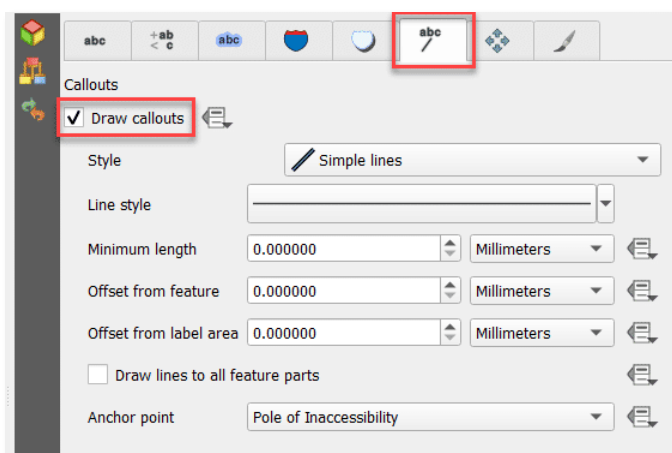 abc
+ab
< c
abc
abc
Callouts
Draw callouts
Style Simple lines
Line style
Minimum length 0.000000 Millimeters
Offset from feature 0.000000 Millimeters
Offset from label area 0.000000 Millimeters
Draw lines to all feature parts
Anchor point Pole of Inaccessibility